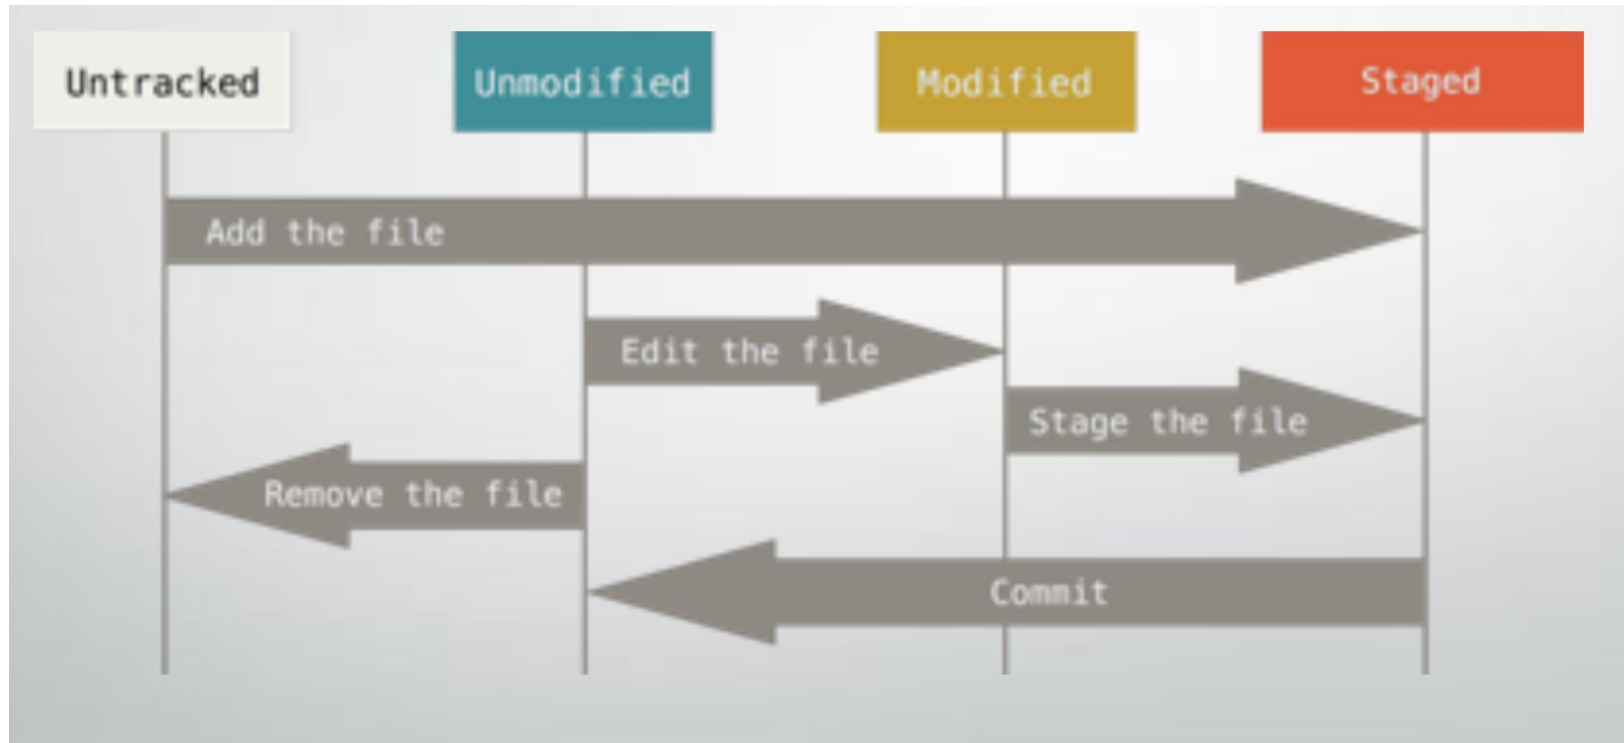 Untracked
Unmodified
Modified
Staged
Add the file
Edit the file
Stage the file
Remove the file
Commit